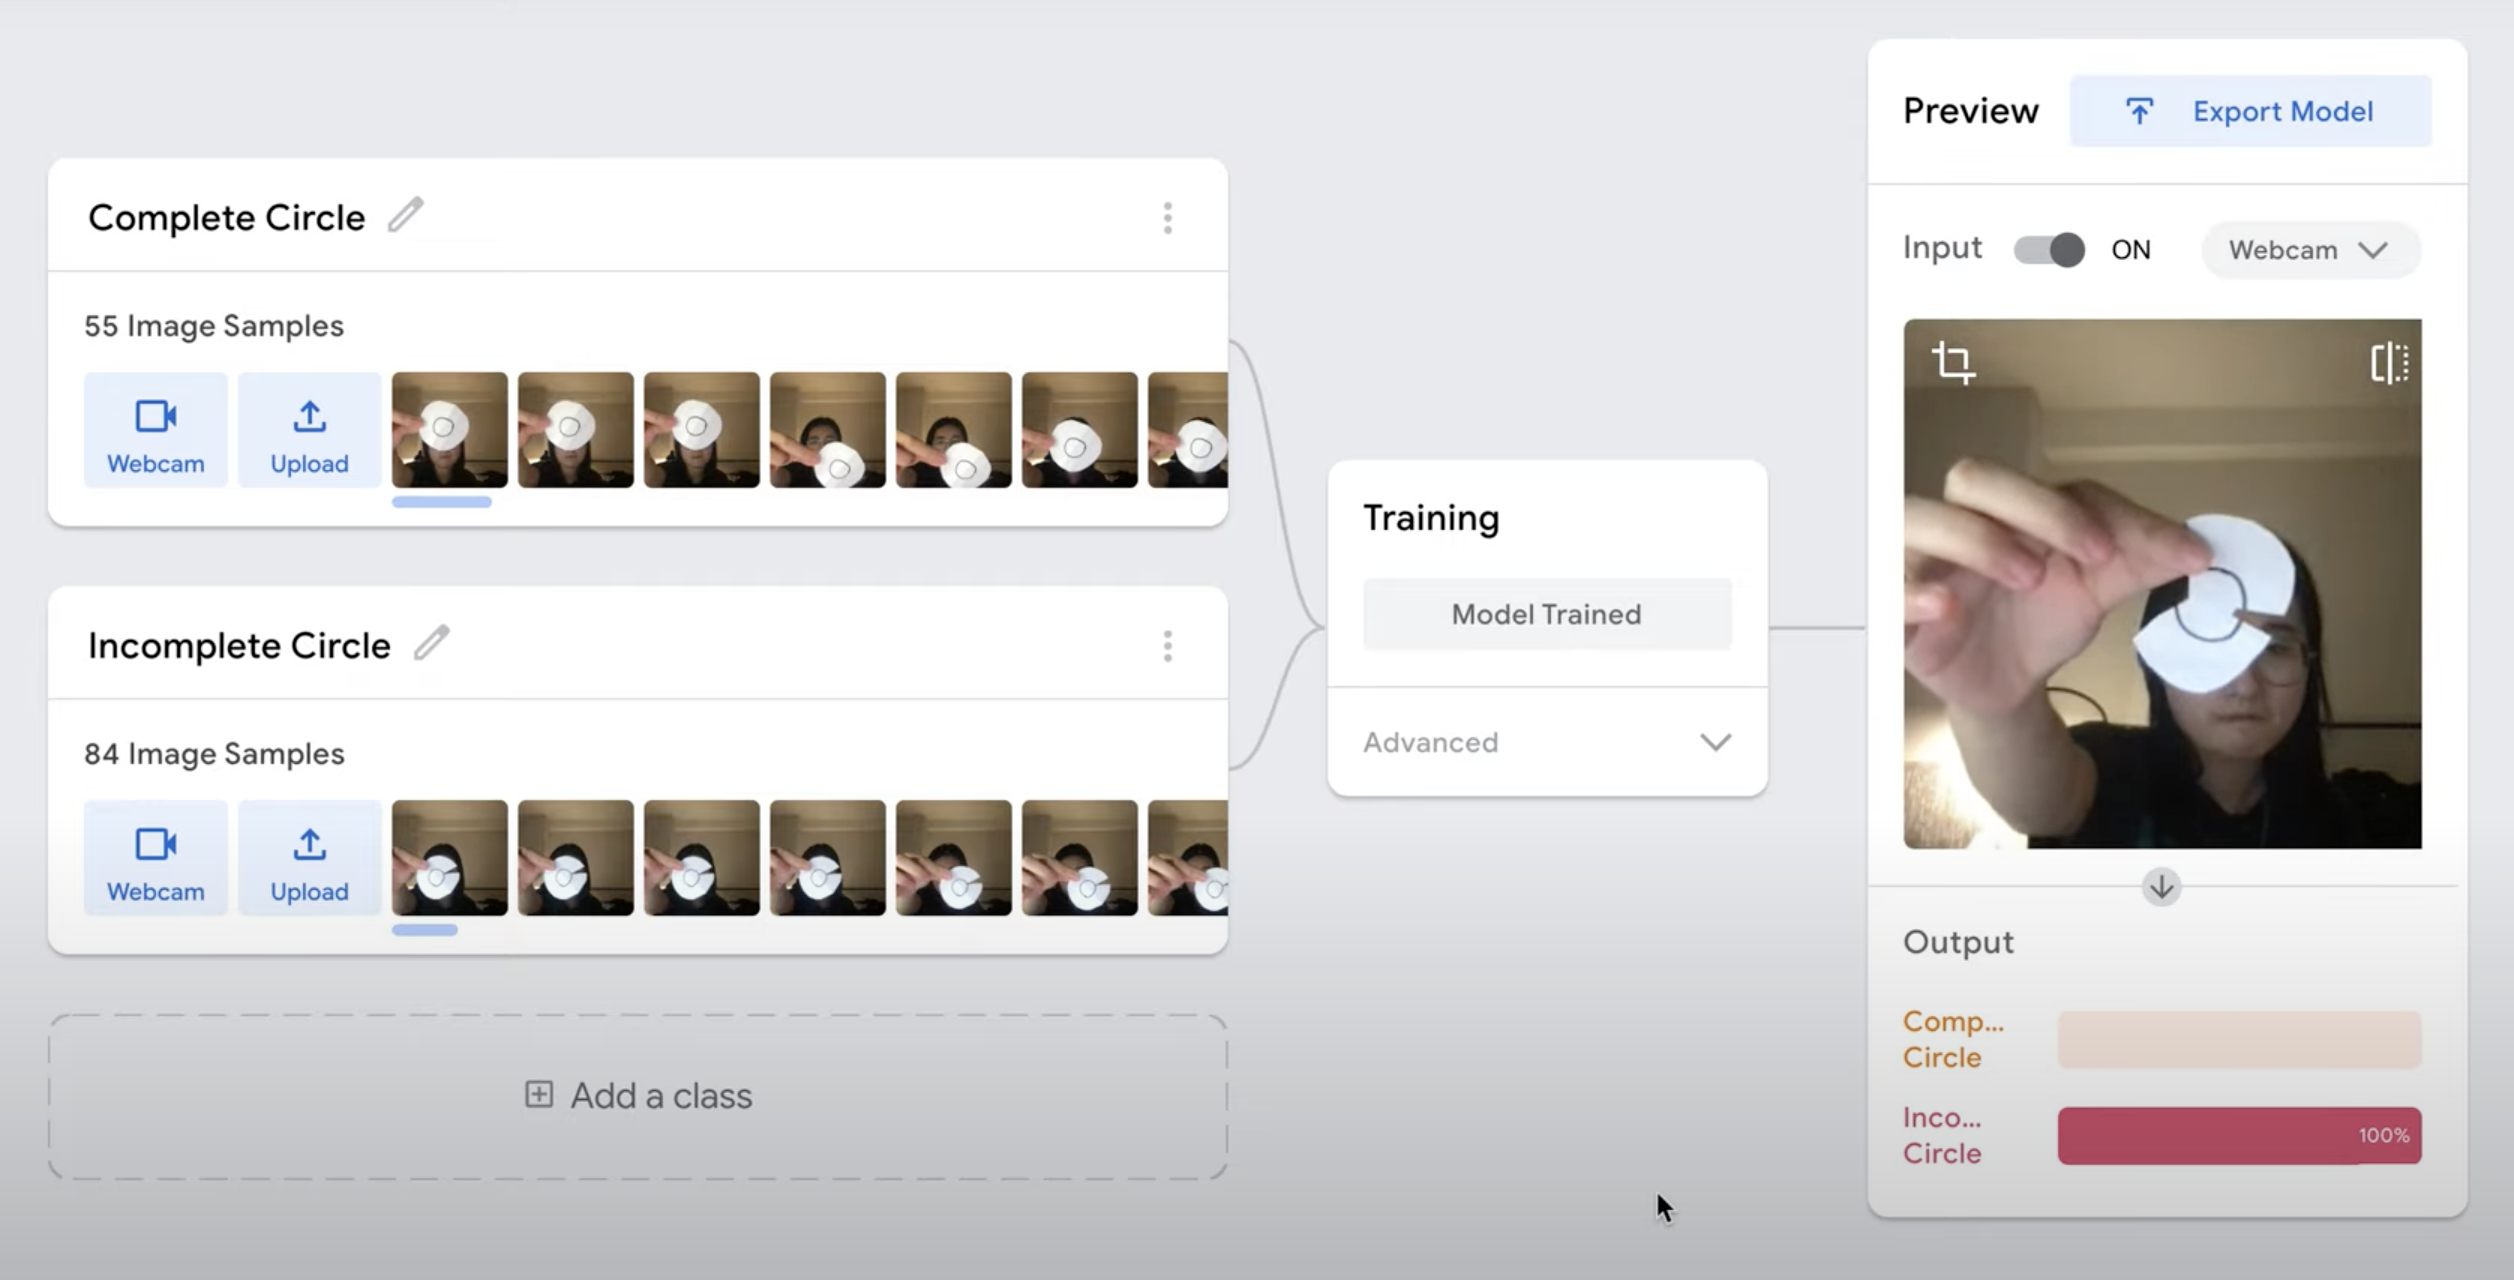 Complete Circle
55 Image Samples
Webcam
Upload
Incomplete Circle
84 Image Samples
Webcam
Upload
Add a class
Training
Model Trained
Advanced
Preview
Export Model
Input
ON
Webcam
Output
Comp...
Circle
Inco...
Circle
100%